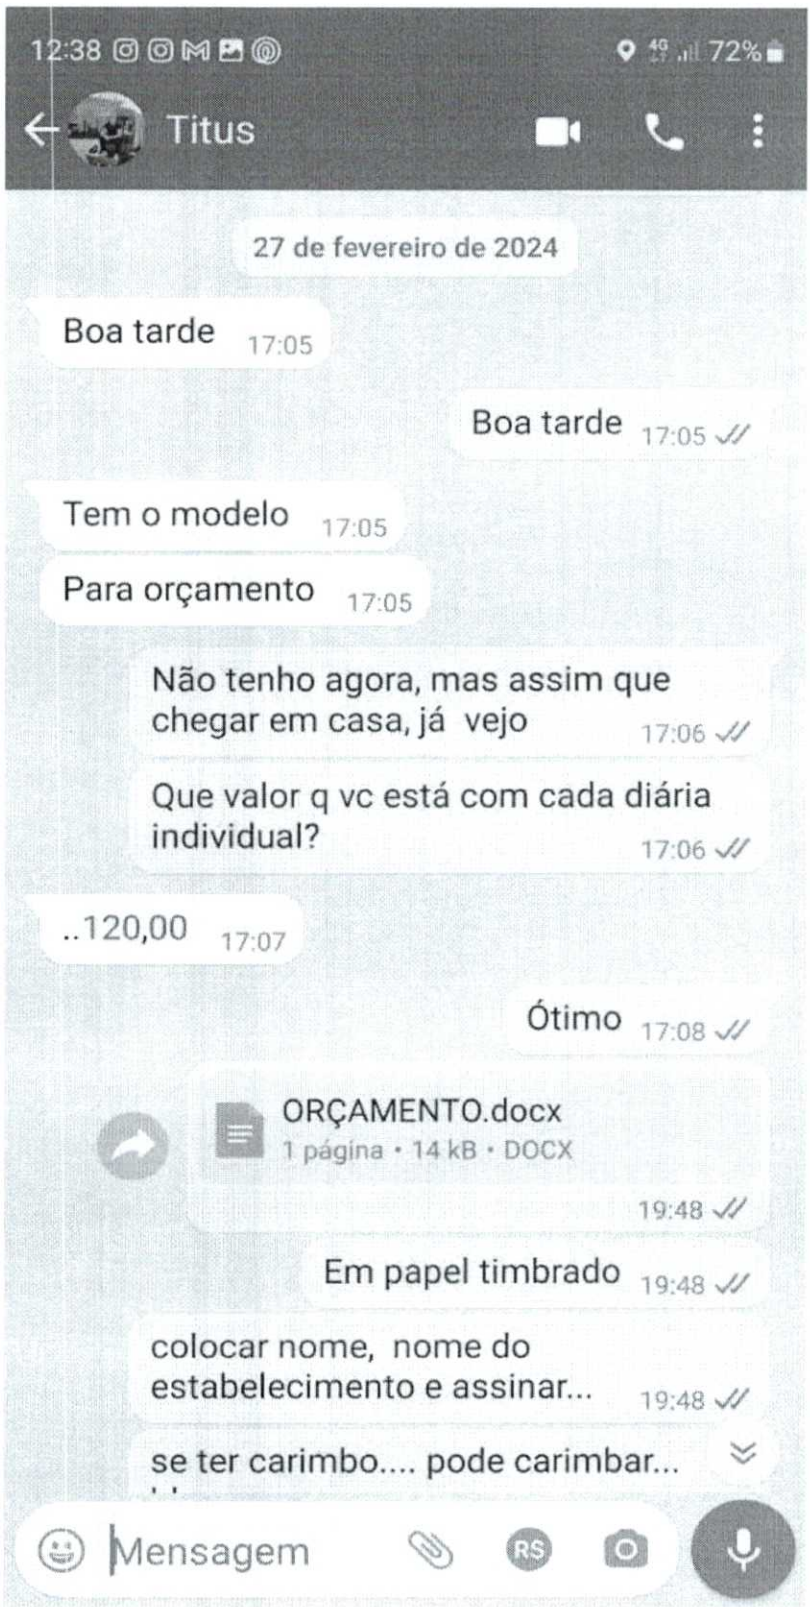 12:38 4G 72%
Titus
27 de fevereiro de 2024
Boa tarde 17:05
Boa tarde 17:05
Tem o modelo 17:05
Para orçamento 17:05
Não tenho agora, mas assim que
chegar em casa, já vejo 17:06
Que valor q vc está com cada diária
individual? 17:06
..120,00 17:07
Ótimo 17:08
ORÇAMENTO.docx
1 página • 14 kB • DOCX
19:48
Em papel timbrado 19:48
colocar nome, nome do
estabelecimento e assinar... 19:48
se ter carimbo.... pode carimbar...
Mensagem RS